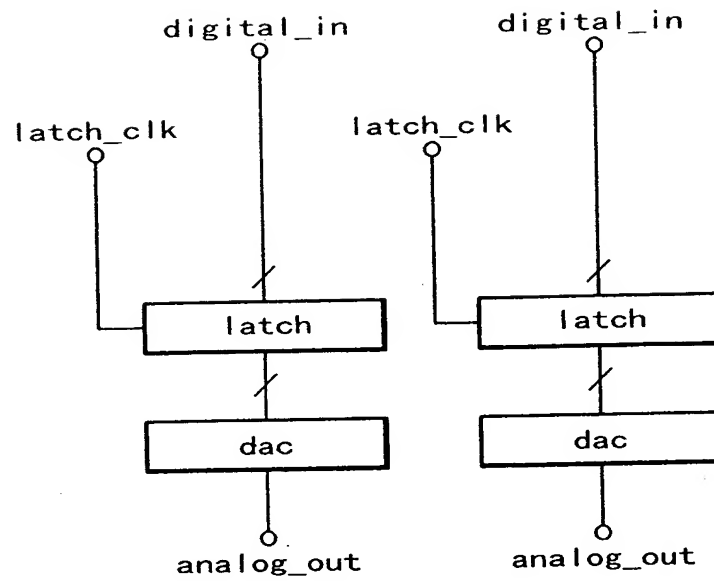 digital_in
digital_in
latch_clk
latch_clk
latch
latch
dac
dac
analog_out
analog_out